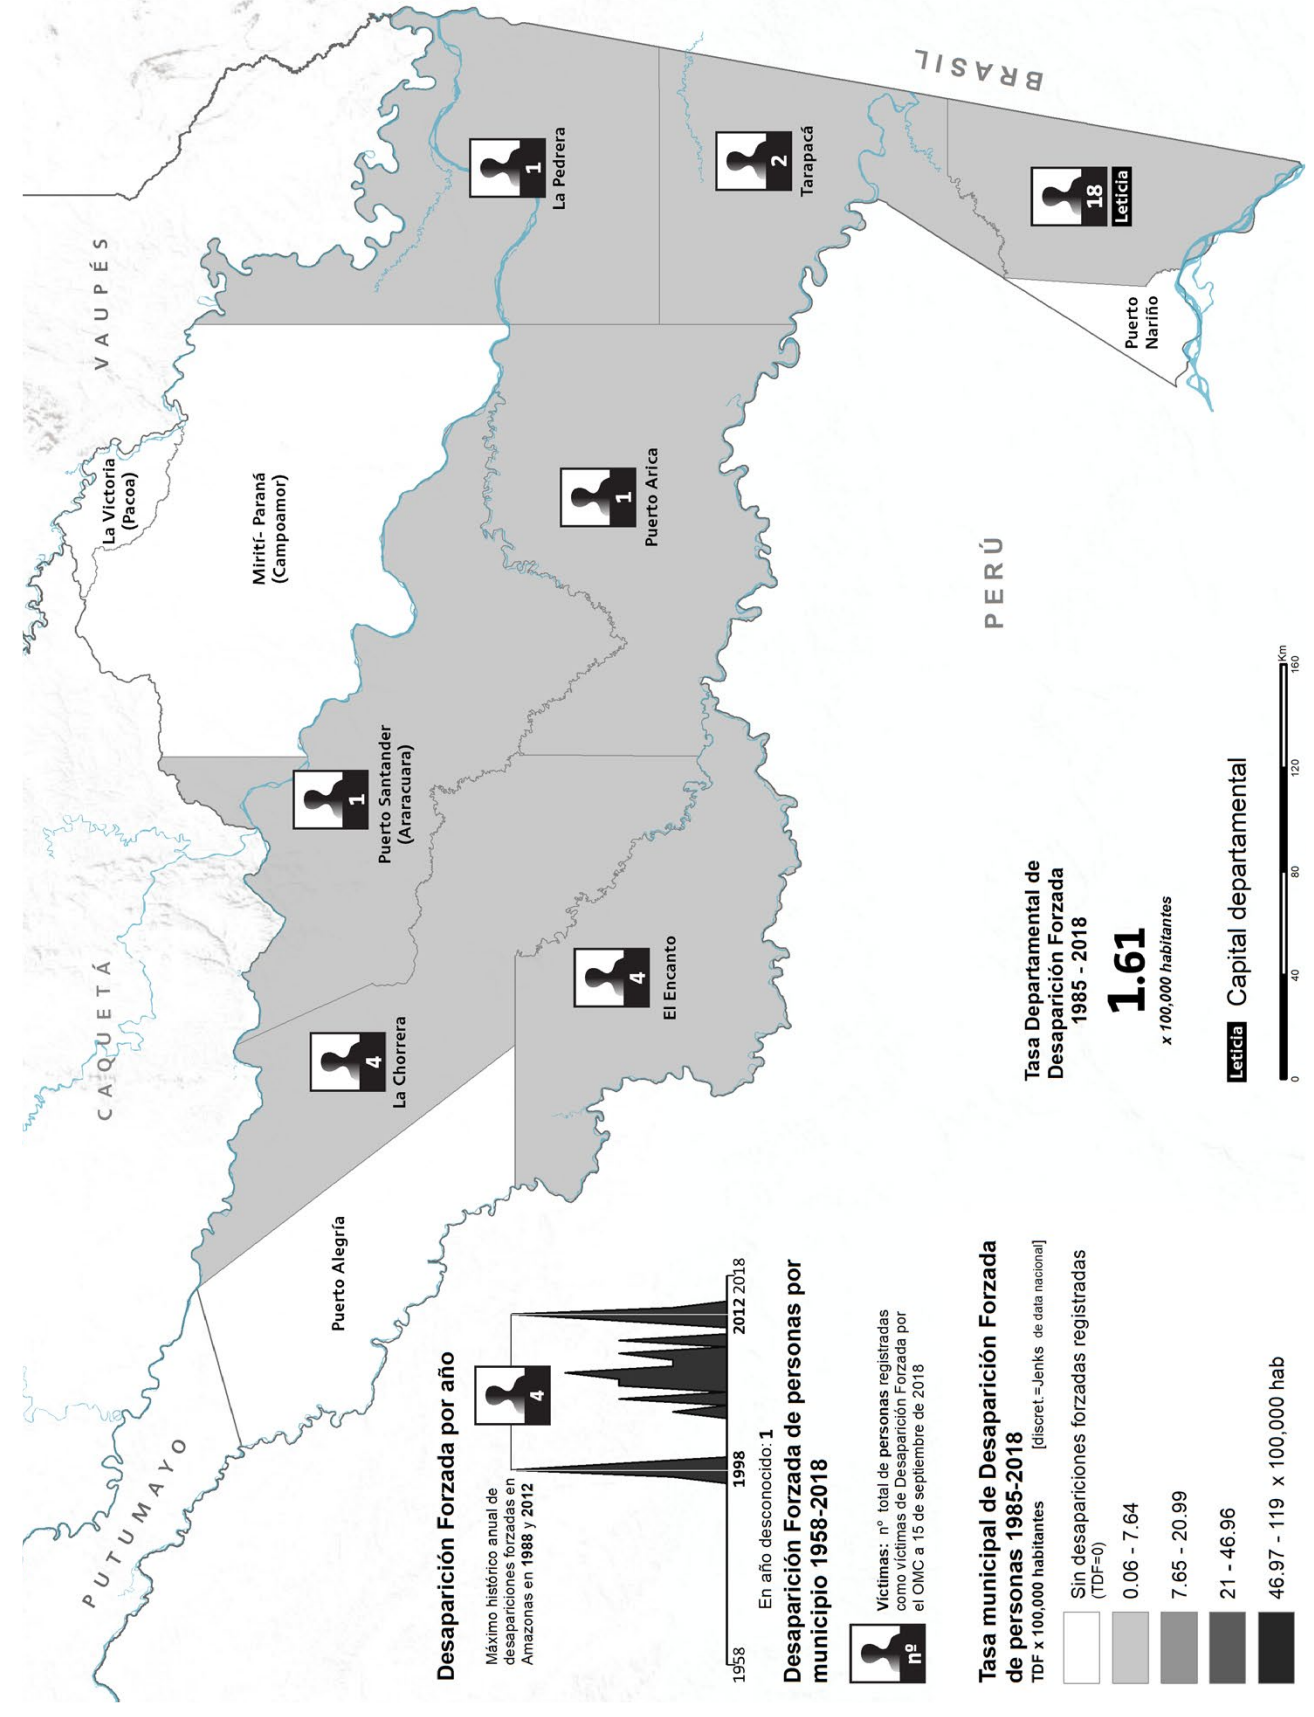 PUTUMAYO
CAQUETÁ
VAUPÉS
BRASIL
PERÚ
La Victoria
(Pacoa)
Mirití- Paraná
(Campoamor)
1
La Pedrera
2
Tarapacá
18
Leticia
Puerto
Nariño
1
Puerto Arica
1
Puerto Santander
(Araracuara)
4
La Chorrera
4
El Encanto
Puerto Alegría
Desaparición Forzada por año
Máximo histórico anual de
desapariciones forzadas en
Amazonas en 1988 y 2012
4
1958
1998
2012
2018
En año desconocido: 1
Desaparición Forzada de personas por
municipio 1958-2018
nº
Víctimas: nº total de personas registradas
como víctimas de Desaparición Forzada por
el OMC a 15 de septiembre de 2018
Tasa municipal de Desaparición Forzada
de personas 1985-2018
TDF x 100,000 habitantes
[discret.=Jenks de data nacional]
Sin desapariciones forzadas registradas
(TDF=0)
0.06 - 7.64
7.65 - 20.99
21 - 46.96
46.97 - 119 x 100,000 hab
Tasa Departamental de
Desaparición Forzada
1985 - 2018
1.61
x 100,000 habitantes
Leticia Capital departamental
0 40 80 120 160
Km